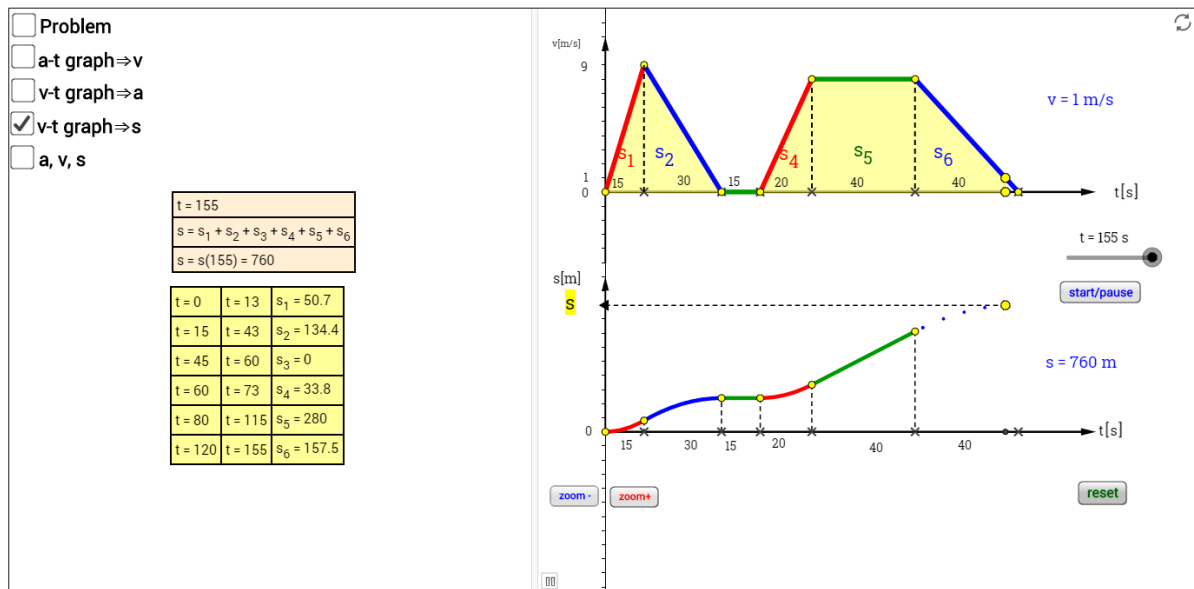 Problem
a-t graph⇒v
v-t graph⇒a
v-t graph⇒s
a, v, s
t = 155
s = s₁ + s₂ + s₃ + s₄ + s₅ + s₆
s = s(155) = 760
t = 0 t = 13 s₁ = 50.7
t = 15 t = 43 s₂ = 134.4
t = 45 t = 60 s₃ = 0
t = 60 t = 73 s₄ = 33.8
t = 80 t = 115 s₅ = 280
t = 120 t = 155 s₆ = 157.5
v[m/s]
9
v = 1 m/s
s₁ s₂ s₄ s₅ s₆
1
15 30 15 20 40 40
0
t[s]
t = 155 s
s[m]
start/pause
S
s = 760 m
0
t[s]
15 30 15 20 40 40
zoom - zoom+
reset